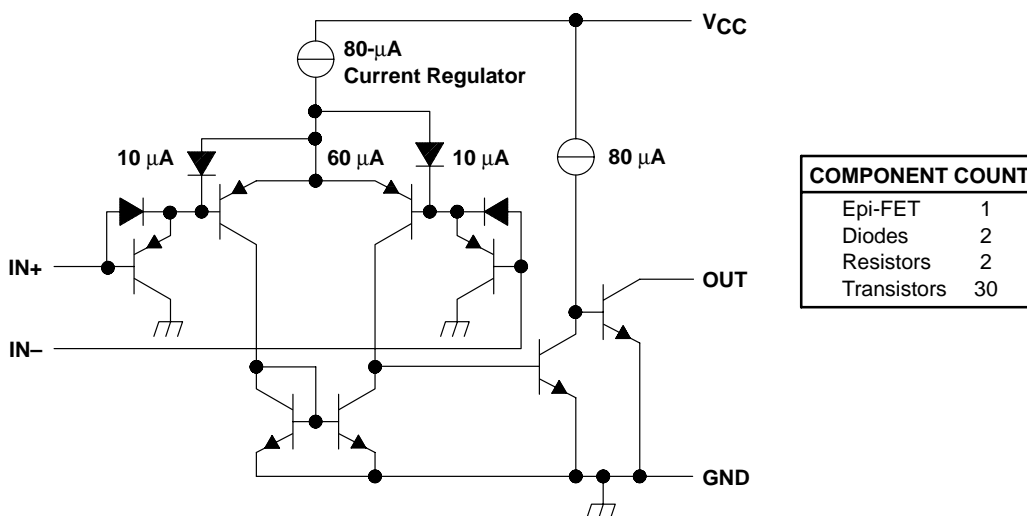 VCC
80-μA
Current Regulator
10 μA
60 μA
10 μA
80 μA
IN+
OUT
IN–
GND
COMPONENT COUNT
Epi-FET 1
Diodes 2
Resistors 2
Transistors 30